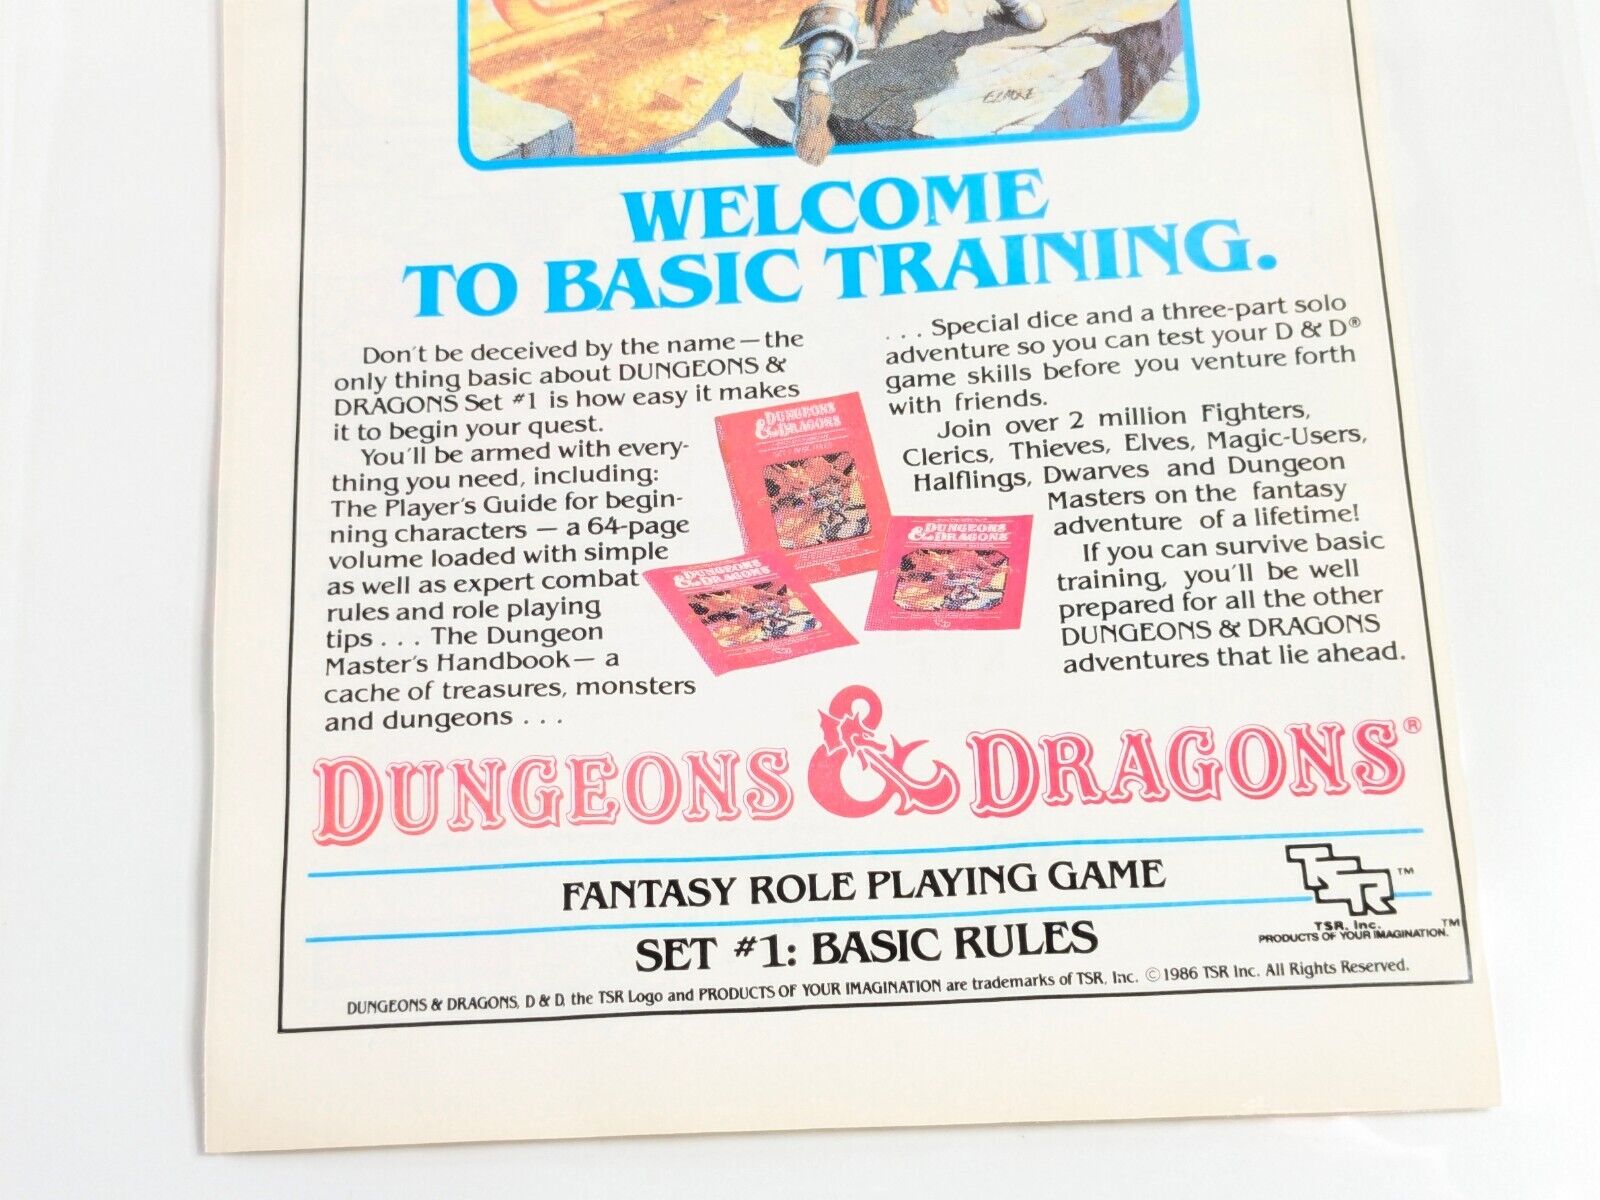 ELMORE
WELCOME
TO BASIC TRAINING.
Don't be deceived by the name—the
only thing basic about DUNGEONS &
DRAGONS Set #1 is how easy it makes
it to begin your quest.
You'll be armed with every-
thing you need, including:
The Player's Guide for begin-
ning characters — a 64-page
volume loaded with simple
as well as expert combat
rules and role playing
tips . . . The Dungeon
Master's Handbook— a
cache of treasures, monsters
and dungeons . . .
. . . Special dice and a three-part solo
adventure so you can test your D & D®
game skills before you venture forth
with friends.
Join over 2 million Fighters,
Clerics, Thieves, Elves, Magic-Users,
Halflings, Dwarves and Dungeon
Masters on the fantasy
adventure of a lifetime!
If you can survive basic
training, you'll be well
prepared for all the other
DUNGEONS & DRAGONS
adventures that lie ahead.
DUNGEONS
& DRAGONS
DUNGEONS
& DRAGONS
DUNGEONS
& DRAGONS
DUNGEONS & DRAGONS®
FANTASY ROLE PLAYING GAME
SET #1: BASIC RULES
TSR™
TSR, Inc.
PRODUCTS OF YOUR IMAGINATION.™
DUNGEONS & DRAGONS, D & D, the TSR Logo and PRODUCTS OF YOUR IMAGINATION are trademarks of TSR, Inc. ©1986 TSR Inc. All Rights Reserved.